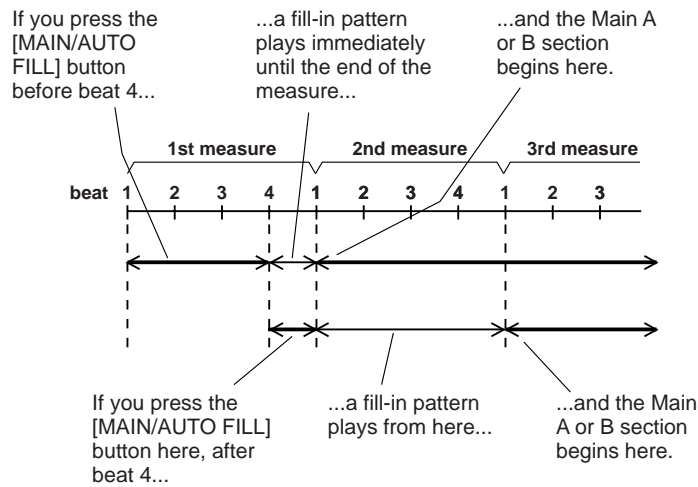 If you press the
[MAIN/AUTO
FILL] button
before beat 4...
...a fill-in pattern
plays immediately
until the end of the
measure...
...and the Main A
or B section
begins here.
1st measure 2nd measure 3rd measure
beat 1 2 3 4 1 2 3 4 1 2 3
If you press the
[MAIN/AUTO FILL]
button here, after
beat 4...
...a fill-in pattern
plays from here...
...and the Main
A or B section
begins here.